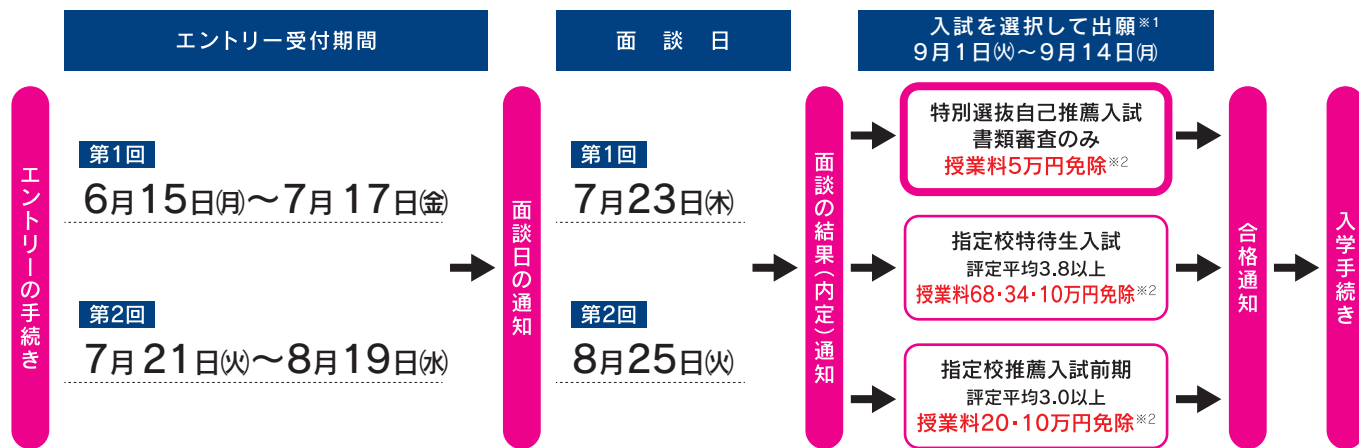 エントリー受付期間
面談日
入試を選択して出願※1
9月1日㈫～9月14日㈪
エントリーの手続き
第1回
6月15日㈪～7月17日㈮
第2回
7月21日㈫～8月19日㈬
面談日の通知
第1回
7月23日㈭
第2回
8月25日㈫
面談の結果（内定）通知
特別選抜自己推薦入試
書類審査のみ
授業料5万円免除※2
指定校特待生入試
評定平均3.8以上
授業料68・34・10万円免除※2
指定校推薦入試前期
評定平均3.0以上
授業料20・10万円免除※2
合格通知
入学手続き